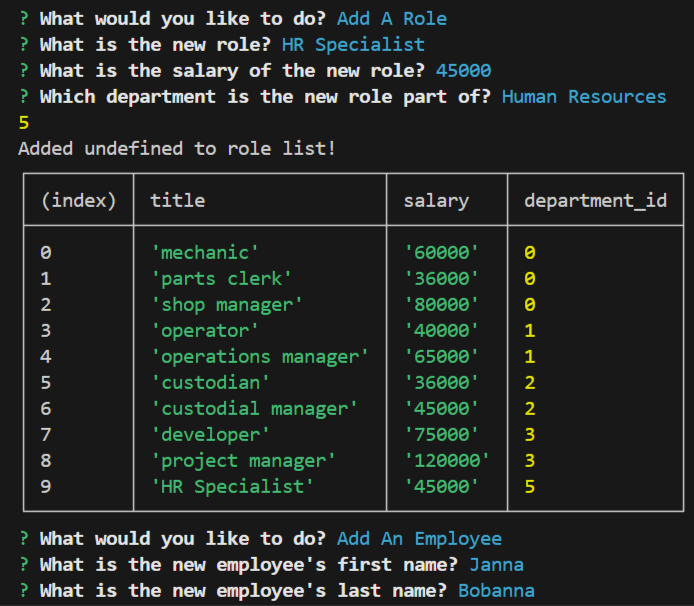 ? What would you like to do? Add A Role
? What is the new role? HR Specialist
? What is the salary of the new role? 45000
? Which department is the new role part of? Human Resources
5
Added undefined to role list!
(index) title salary department_id
0 'mechanic' '60000' 0
1 'parts clerk' '36000' 0
2 'shop manager' '80000' 0
3 'operator' '40000' 1
4 'operations manager' '65000' 1
5 'custodian' '36000' 2
6 'custodial manager' '45000' 2
7 'developer' '75000' 3
8 'project manager' '120000' 3
9 'HR Specialist' '45000' 5
? What would you like to do? Add An Employee
? What is the new employee's first name? Janna
? What is the new employee's last name? Bobanna